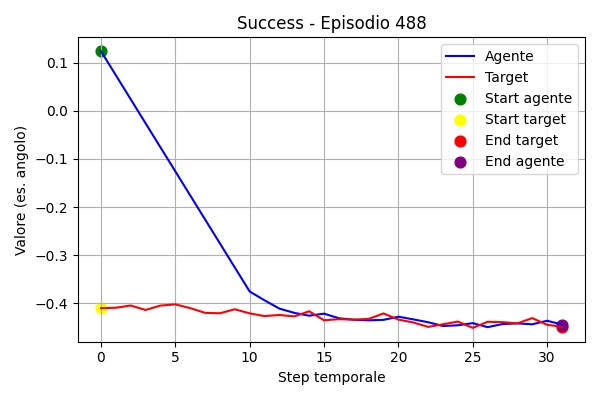 Success - Episodio 488
Valore (es. angolo)
0.1
0.0
−0.1
−0.2
−0.3
−0.4
Agente
Target
Start agente
Start target
End target
End agente
0 5 10 15 20 25 30
Step temporale